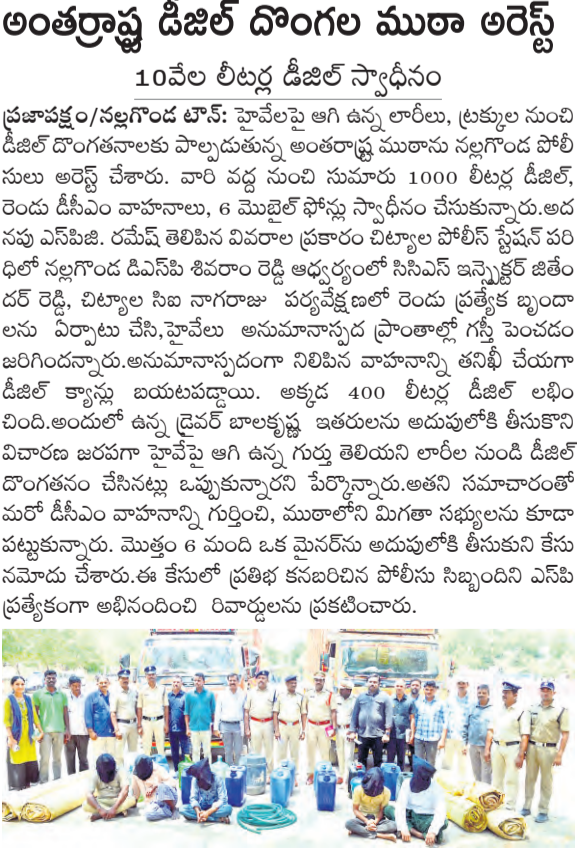 అంతర్రాష్ట్ర డీజిల్ దొంగల ముఠా అరెస్ట్
10వేల లీటర్ల డీజిల్ స్వాధీనం
ప్రజాపక్షం/నల్లగొండ టౌన్: హైవేలపై ఆగి ఉన్న లారీలు, ట్రక్కుల నుంచి
డీజిల్ దొంగతనాలకు పాల్పడుతున్న అంతరాష్ట్ర ముఠాను నల్లగొండ పోలీ
సులు అరెస్ట్ చేశారు. వారి వద్ద నుంచి సుమారు 1000 లీటర్ల డీజిల్,
రెండు డీసీఎం వాహనాలు, 6 మొబైల్ ఫోన్లు స్వాధీనం చేసుకున్నారు.అద
నపు ఎస్‌పిజి. రమేష్ తెలిపిన వివరాల ప్రకారం చిట్యాల పోలీస్ స్టేషన్ పరి
ధిలో నల్లగొండ డిఎస్‌పి శివరాం రెడ్డి ఆధ్వర్యంలో సిసిఎస్ ఇన్స్పెక్టర్ జితేం
దర్ రెడ్డి, చిట్యాల సిఐ నాగరాజు పర్యవేక్షణలో రెండు ప్రత్యేక బృందా
లను ఏర్పాటు చేసి,హైవేలు అనుమానాస్పద ప్రాంతాల్లో గస్తీ పెంచడం
జరిగిందన్నారు.అనుమానాస్పదంగా నిలిపిన వాహనాన్ని తనిఖీ చేయగా
డీజిల్ క్యాన్లు బయటపడ్డాయి. అక్కడ 400 లీటర్ల డీజిల్ లభిం
చింది.అందులో ఉన్న డ్రైవర్ బాలకృష్ణ ఇతరులను అదుపులోకి తీసుకొని
విచారణ జరపగా హైవేపై ఆగి ఉన్న గుర్తు తెలియని లారీల నుండి డీజిల్
దొంగతనం చేసినట్లు ఒప్పుకున్నారని పేర్కొన్నారు.అతని సమాచారంతో
మరో డీసీఎం వాహనాన్ని గుర్తించి, ముఠాలోని మిగతా సభ్యులను కూడా
పట్టుకున్నారు. మొత్తం 6 మంది ఒక మైనర్‌ను అదుపులోకి తీసుకుని కేసు
నమోదు చేశారు.ఈ కేసులో ప్రతిభ కనబరిచిన పోలీసు సిబ్బందిని ఎస్‌పి
ప్రత్యేకంగా అభినందించి రివార్డులను ప్రకటించారు.